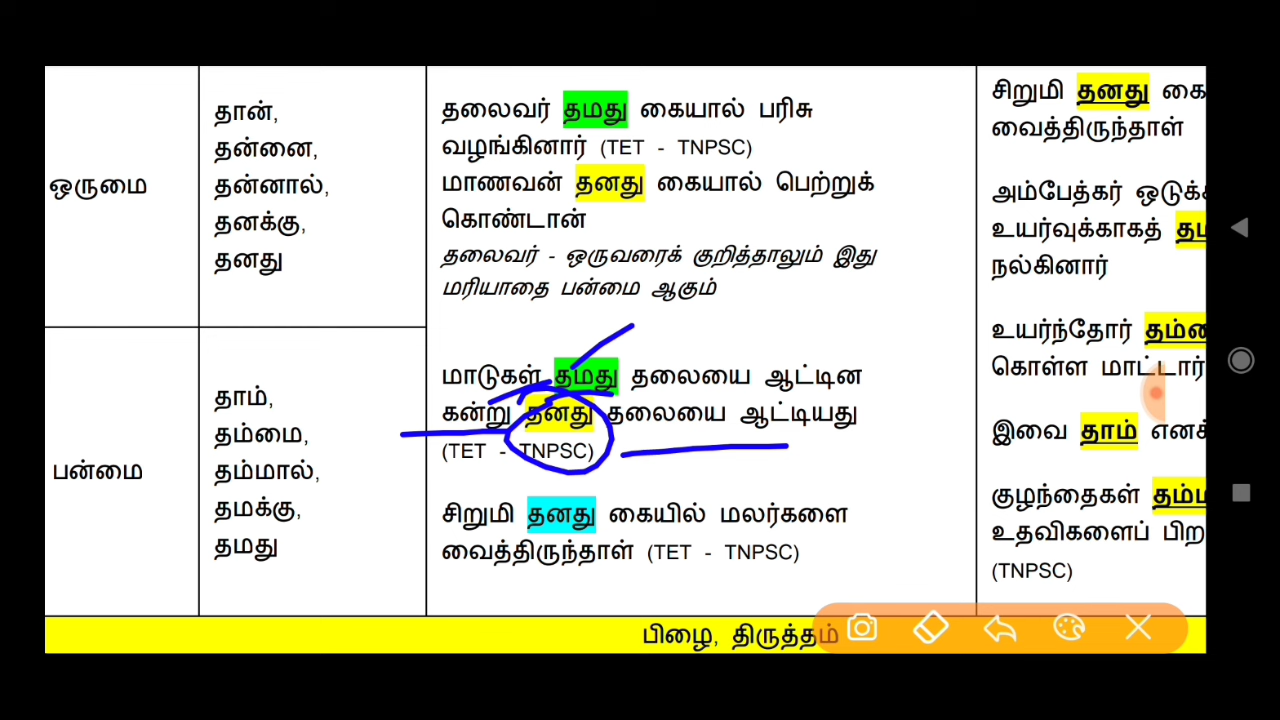 ஒருமை
தான்,
தன்னை,
தன்னால்,
தனக்கு,
தனது
தலைவர் தமது கையால் பரிசு
வழங்கினார் (TET - TNPSC)
மாணவன் தனது கையால் பெற்றுக்
கொண்டான்
தலைவர் - ஒருவரைக் குறித்தாலும் இது
மரியாதை பன்மை ஆகும்
பன்மை
தாம்,
தம்மை,
தம்மால்,
தமக்கு,
தமது
மாடுகள் தமது தலையை ஆட்டின
கன்று தனது தலையை ஆட்டியது
(TET - TNPSC)
சிறுமி தனது கையில் மலர்களை
வைத்திருந்தாள் (TET - TNPSC)
சிறுமி தனது
வைத்திருந்தாள்
அம்பேத்கர்
உயர்வுக்காகத்
நல்கினார்
உயர்ந்தோர்
கொள்ள மாட்டார்
இவை தாம்
குழந்தைகள்
உதவிகளைப்
(TNPSC)
பிழை, திருத்தம்